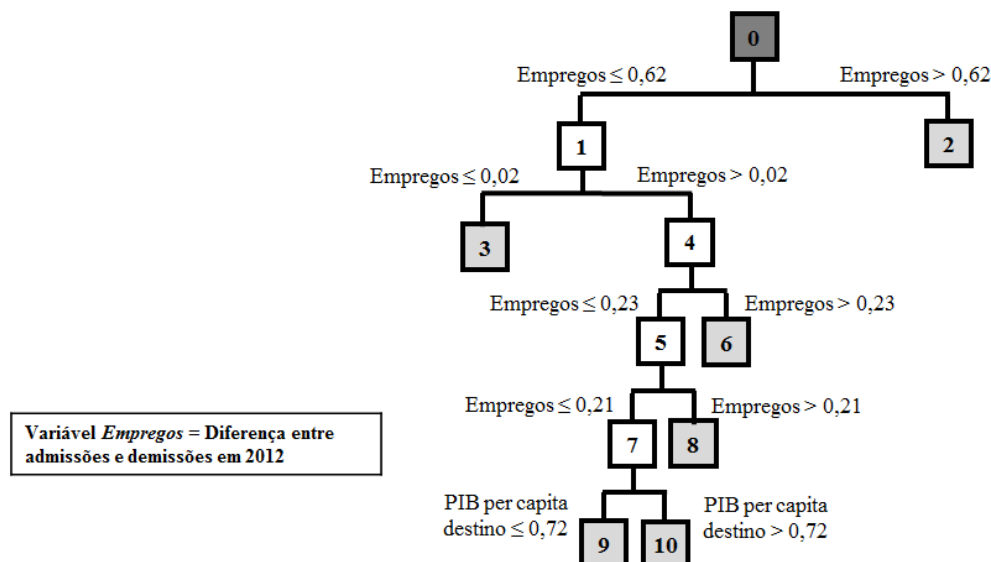 0
Empregos ≤ 0,62
Empregos > 0,62
1
2
Empregos ≤ 0,02
Empregos > 0,02
3
4
Empregos ≤ 0,23
Empregos > 0,23
5
6
Empregos ≤ 0,21
Empregos > 0,21
7
8
Variável Empregos = Diferença entre
admissões e demissões em 2012
PIB per capita
destino ≤ 0,72
PIB per capita
destino > 0,72
9
10